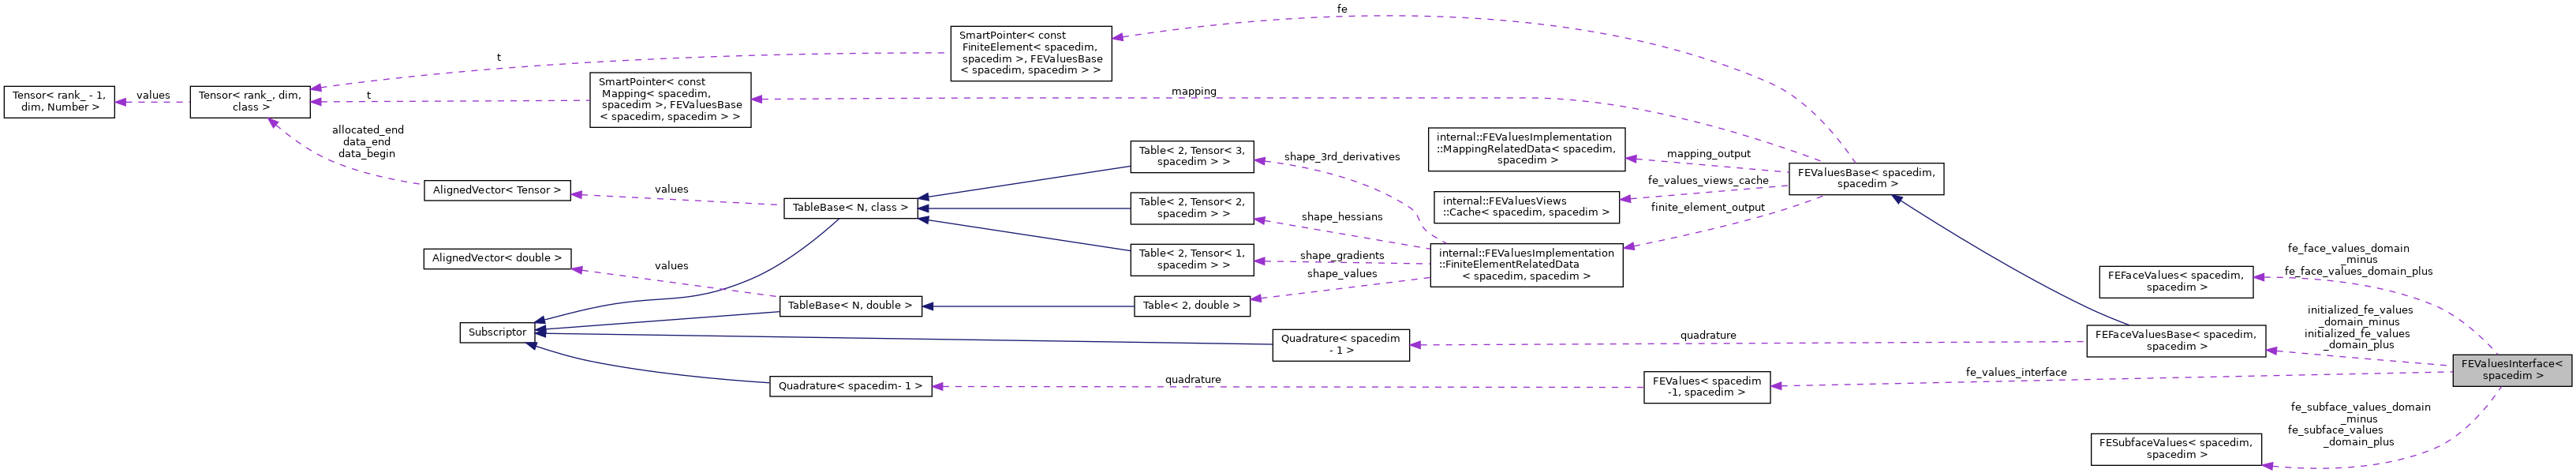 fe
SmartPointer< const
FiniteElement< spacedim,
spacedim >, FEValuesBase
< spacedim, spacedim > >
t
SmartPointer< const
Mapping< spacedim,
spacedim >, FEValuesBase
< spacedim, spacedim > >
Tensor< rank_ - 1,
dim, Number >
values
Tensor< rank_, dim,
class >
t
mapping
allocated_end
data_end
data_begin
internal::FEValuesImplementation
::MappingRelatedData< spacedim,
spacedim >
mapping_output
Table< 2, Tensor< 3,
spacedim > >
shape_3rd_derivatives
FEValuesBase< spacedim,
spacedim >
AlignedVector< Tensor >
values
fe_values_views_cache
internal::FEValuesViews
::Cache< spacedim, spacedim >
TableBase< N, class >
Table< 2, Tensor< 2,
spacedim > >
shape_hessians
finite_element_output
AlignedVector< double >
values
Table< 2, Tensor< 1,
spacedim > >
shape_gradients
shape_values
internal::FEValuesImplementation
::FiniteElementRelatedData
< spacedim, spacedim >
fe_face_values_domain
_minus
fe_face_values_domain_plus
FEFaceValues< spacedim,
spacedim >
TableBase< N, double >
Table< 2, double >
initialized_fe_values
_domain_minus
initialized_fe_values
_domain_plus
Subscriptor
Quadrature< spacedim
- 1 >
quadrature
FEFaceValuesBase< spacedim,
spacedim >
FEValuesInterface<
spacedim >
Quadrature< spacedim- 1 >
quadrature
FEValues< spacedim
-1, spacedim >
fe_values_interface
fe_subface_values_domain
_minus
fe_subface_values
_domain_plus
FESubfaceValues< spacedim,
spacedim >